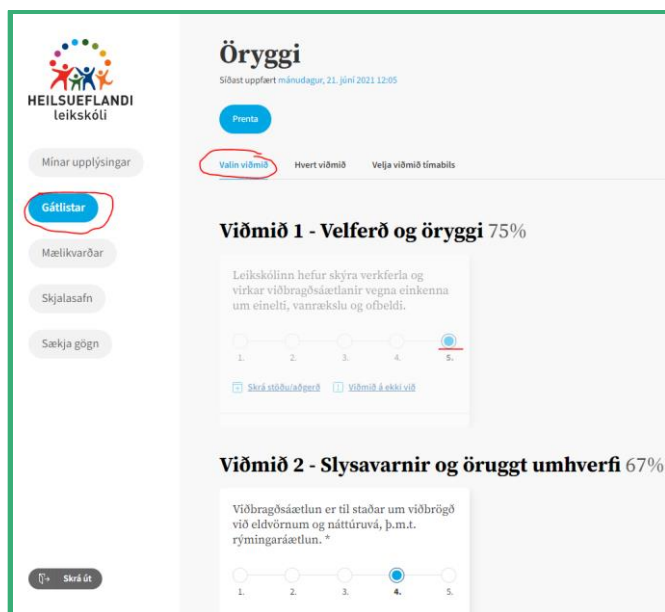 HEILSUEFLANDI
leikskóli
Mínar upplýsingar
Gátlistar
Mælikvarðar
Skjalasafn
Sækja gögn
Skrá út
Öryggi
Síðast uppfært mánudagur, 21. júní 2021 12:05
Prenta
Valin viðmið Hvert viðmið Velja viðmið tímabils
Viðmið 1 - Velferð og öryggi 75%
Leikskólinn hefur skýra verkferla og
virkar viðbragðsáætlanir vegna einkenna
um einelti, vanrækslu og ofbeldi.
1. 2. 3. 4. 5.
Skrá stöðu/aðgerð Viðmið á ekki við
Viðmið 2 - Slysavarnir og öruggt umhverfi 67%
Viðbragðsáætlun er til staðar um viðbrögð
við eldvörnum og náttúruvá, þ.m.t.
rýmingaráætlun. *
1. 2. 3. 4. 5.